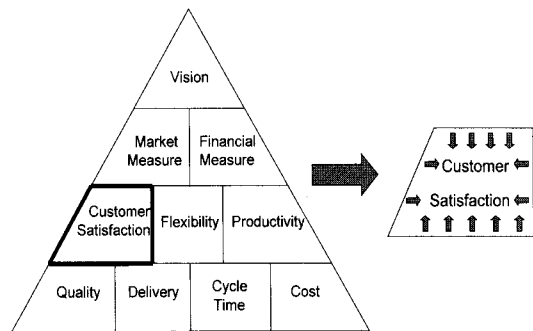 Vision
Market
Measure
Financial
Measure
Customer
Satisfaction
Flexibility
Productivity
Quality
Delivery
Cycle
Time
Cost
Customer
Satisfaction